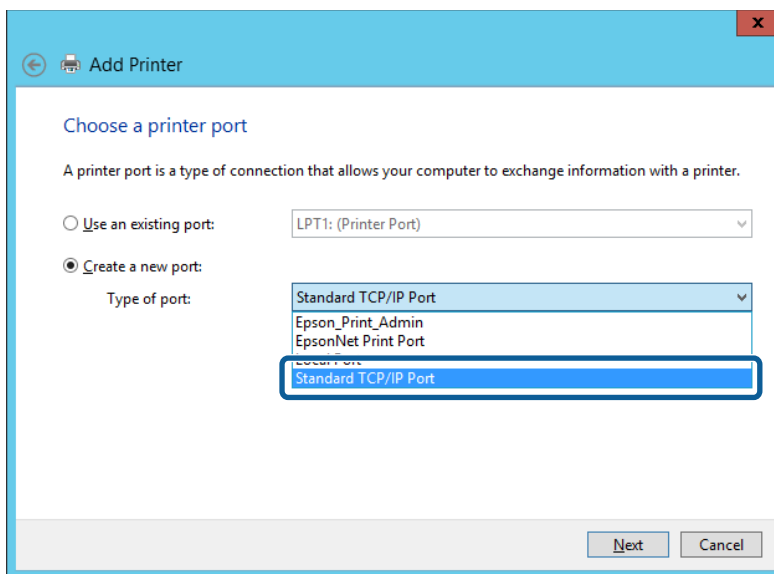 x
Add Printer
Choose a printer port
A printer port is a type of connection that allows your computer to exchange information with a printer.
Use an existing port:
LPT1: (Printer Port)
Create a new port:
Type of port:
Standard TCP/IP Port
Epson_Print_Admin
EpsonNet Print Port
Local Port
Standard TCP/IP Port
Next
Cancel